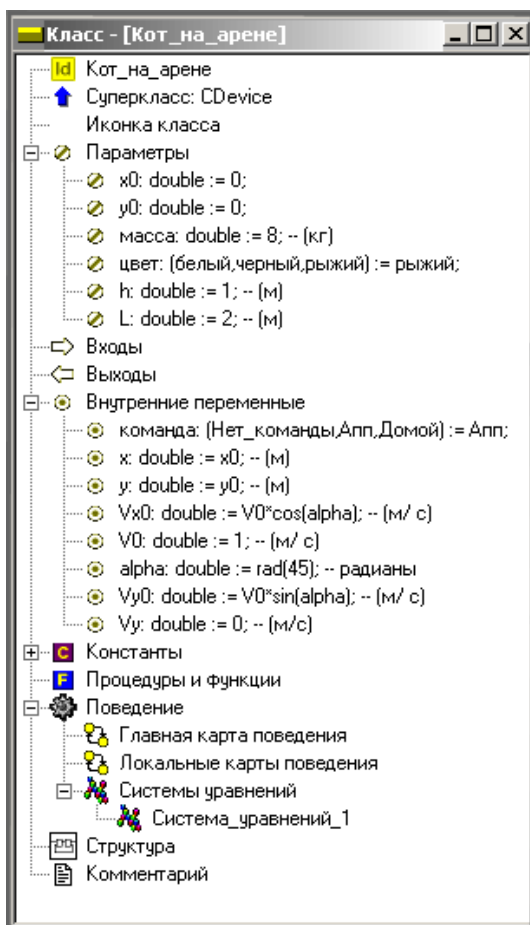 Класс - [Кот_на_арене]
Id Кот_на_арене
Суперкласс: CDevice
Иконка класса
Параметры
x0: double := 0;
y0: double := 0;
масса: double := 8; -- (кг)
цвет: (белый,черный,рыжий) := рыжий;
h: double := 1; -- (м)
L: double := 2; -- (м)
Входы
Выходы
Внутренние переменные
команда: (Нет_команды,Апп,Домой) := Апп;
x: double := x0; -- (м)
y: double := y0; -- (м)
Vx0: double := V0*cos(alpha); -- (м/ с)
V0: double := 1; -- (м/ с)
alpha: double := rad(45); -- радианы
Vy0: double := V0*sin(alpha); -- (м/ с)
Vy: double := 0; -- (м/с)
C Константы
F Процедуры и функции
Поведение
Главная карта поведения
Локальные карты поведения
Системы уравнений
Система_уравнений_1
Структура
Комментарий